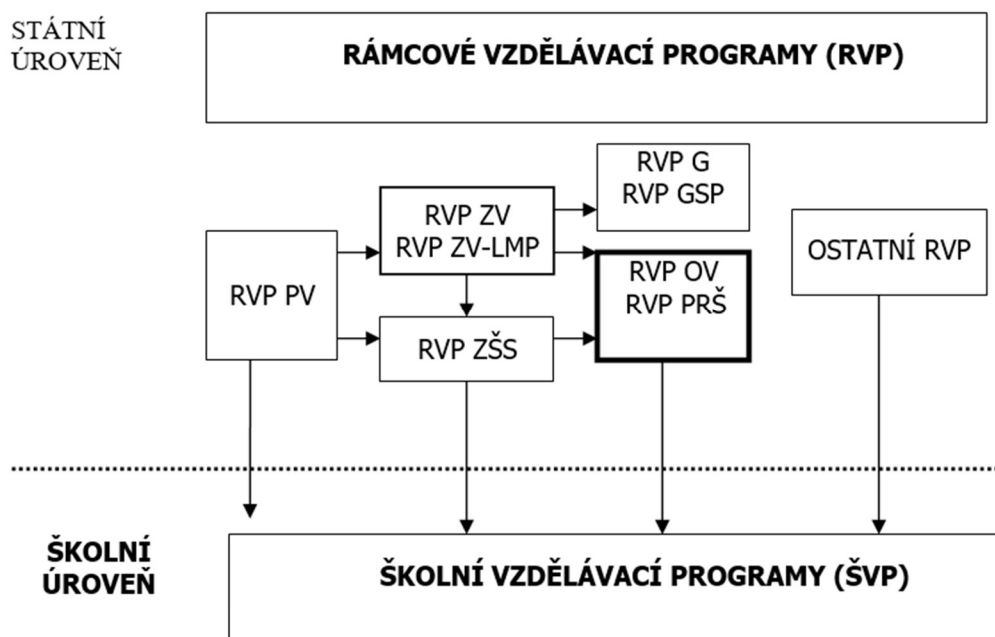 STÁTNÍ
ÚROVEŇ
RÁMCOVÉ VZDĚLÁVACÍ PROGRAMY (RVP)
RVP G
RVP GSP
RVP ZV
RVP ZV-LMP
OSTATNÍ RVP
RVP OV
RVP PRŠ
RVP PV
RVP ZŠS
ŠKOLNÍ
ÚROVEŇ
ŠKOLNÍ VZDĚLÁVACÍ PROGRAMY (ŠVP)